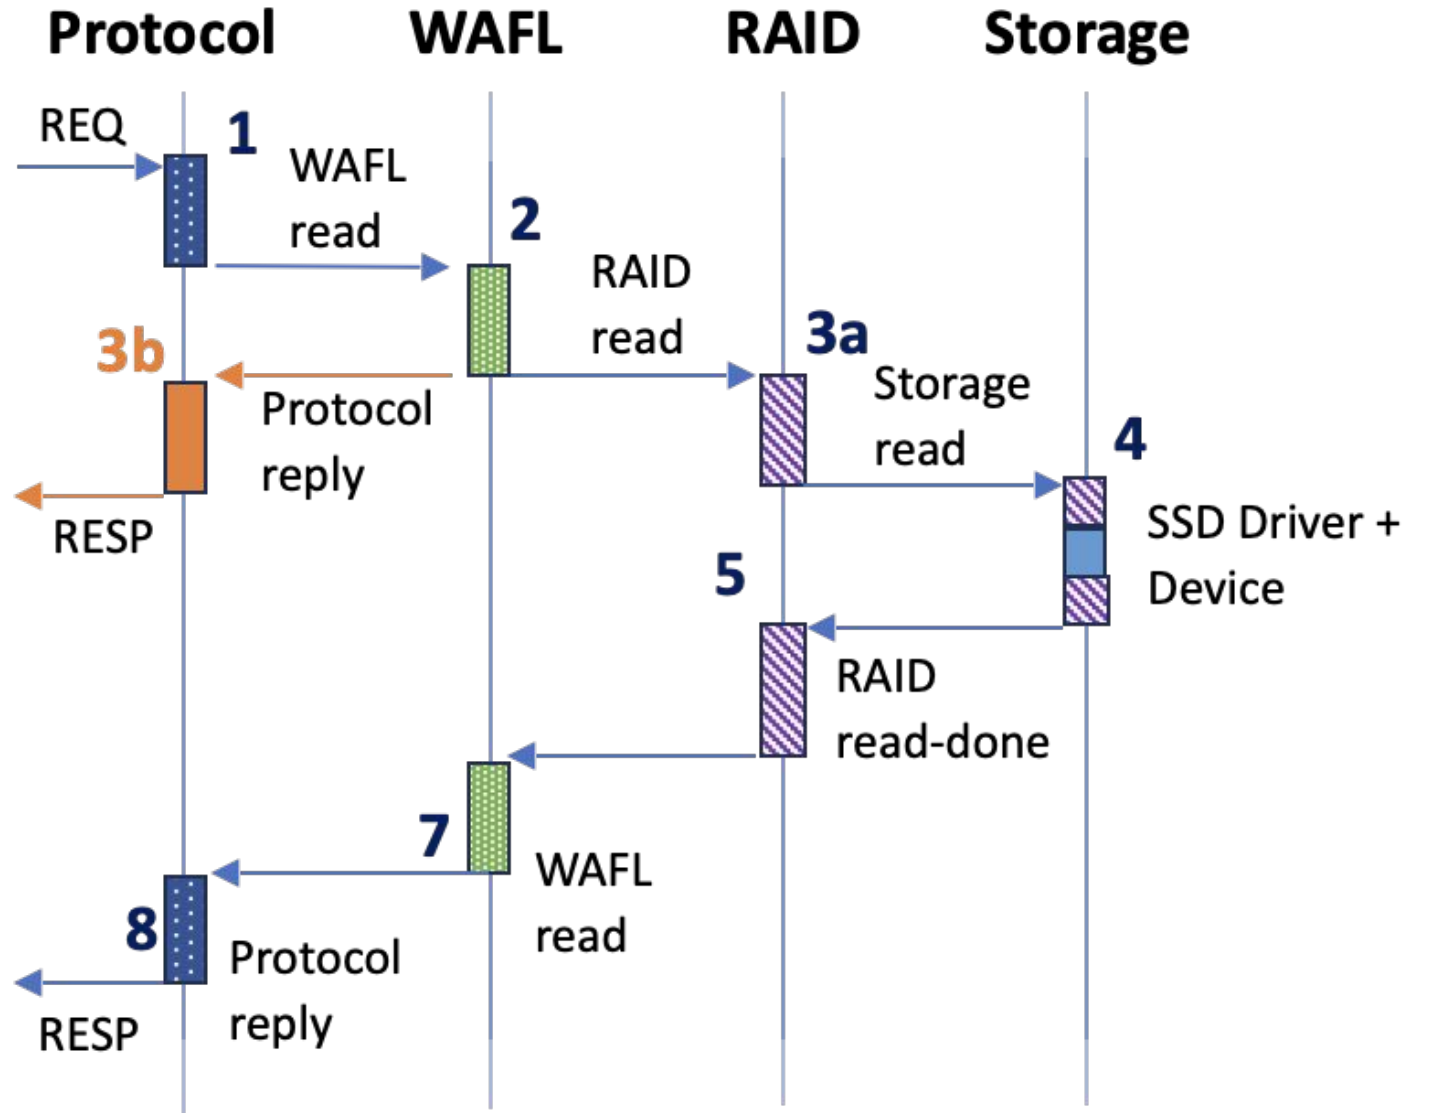 Protocol WAFL RAID Storage
REQ
1
WAFL
read
2
RAID
read
3b
3a
Protocol
reply
Storage
read
4
RESP
SSD Driver +
Device
5
RAID
read-done
7
WAFL
read
8
Protocol
reply
RESP